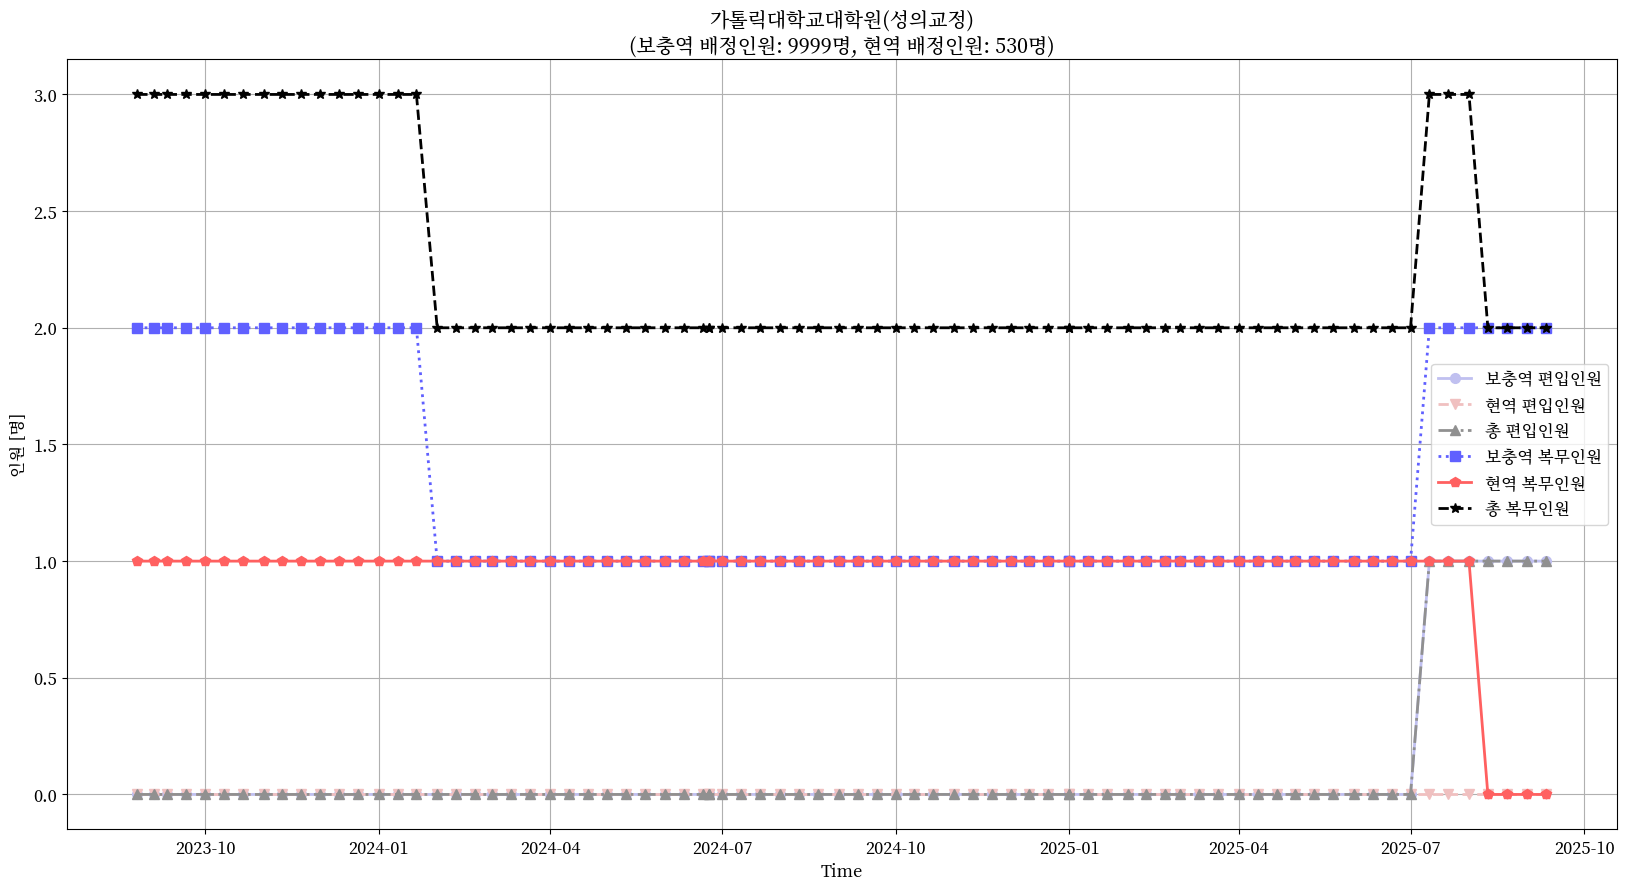 가톨릭대학교대학원(성의교정)
(보충역 배정인원: 9999명, 현역 배정인원: 530명)
3.0
2.5
2.0
1.5
1.0
0.5
0.0
인원 [명]
보충역 편입인원
현역 편입인원
총 편입인원
보충역 복무인원
현역 복무인원
총 복무인원
2023-10
2024-01
2024-04
2024-07
2024-10
2025-01
2025-04
2025-07
2025-10
Time